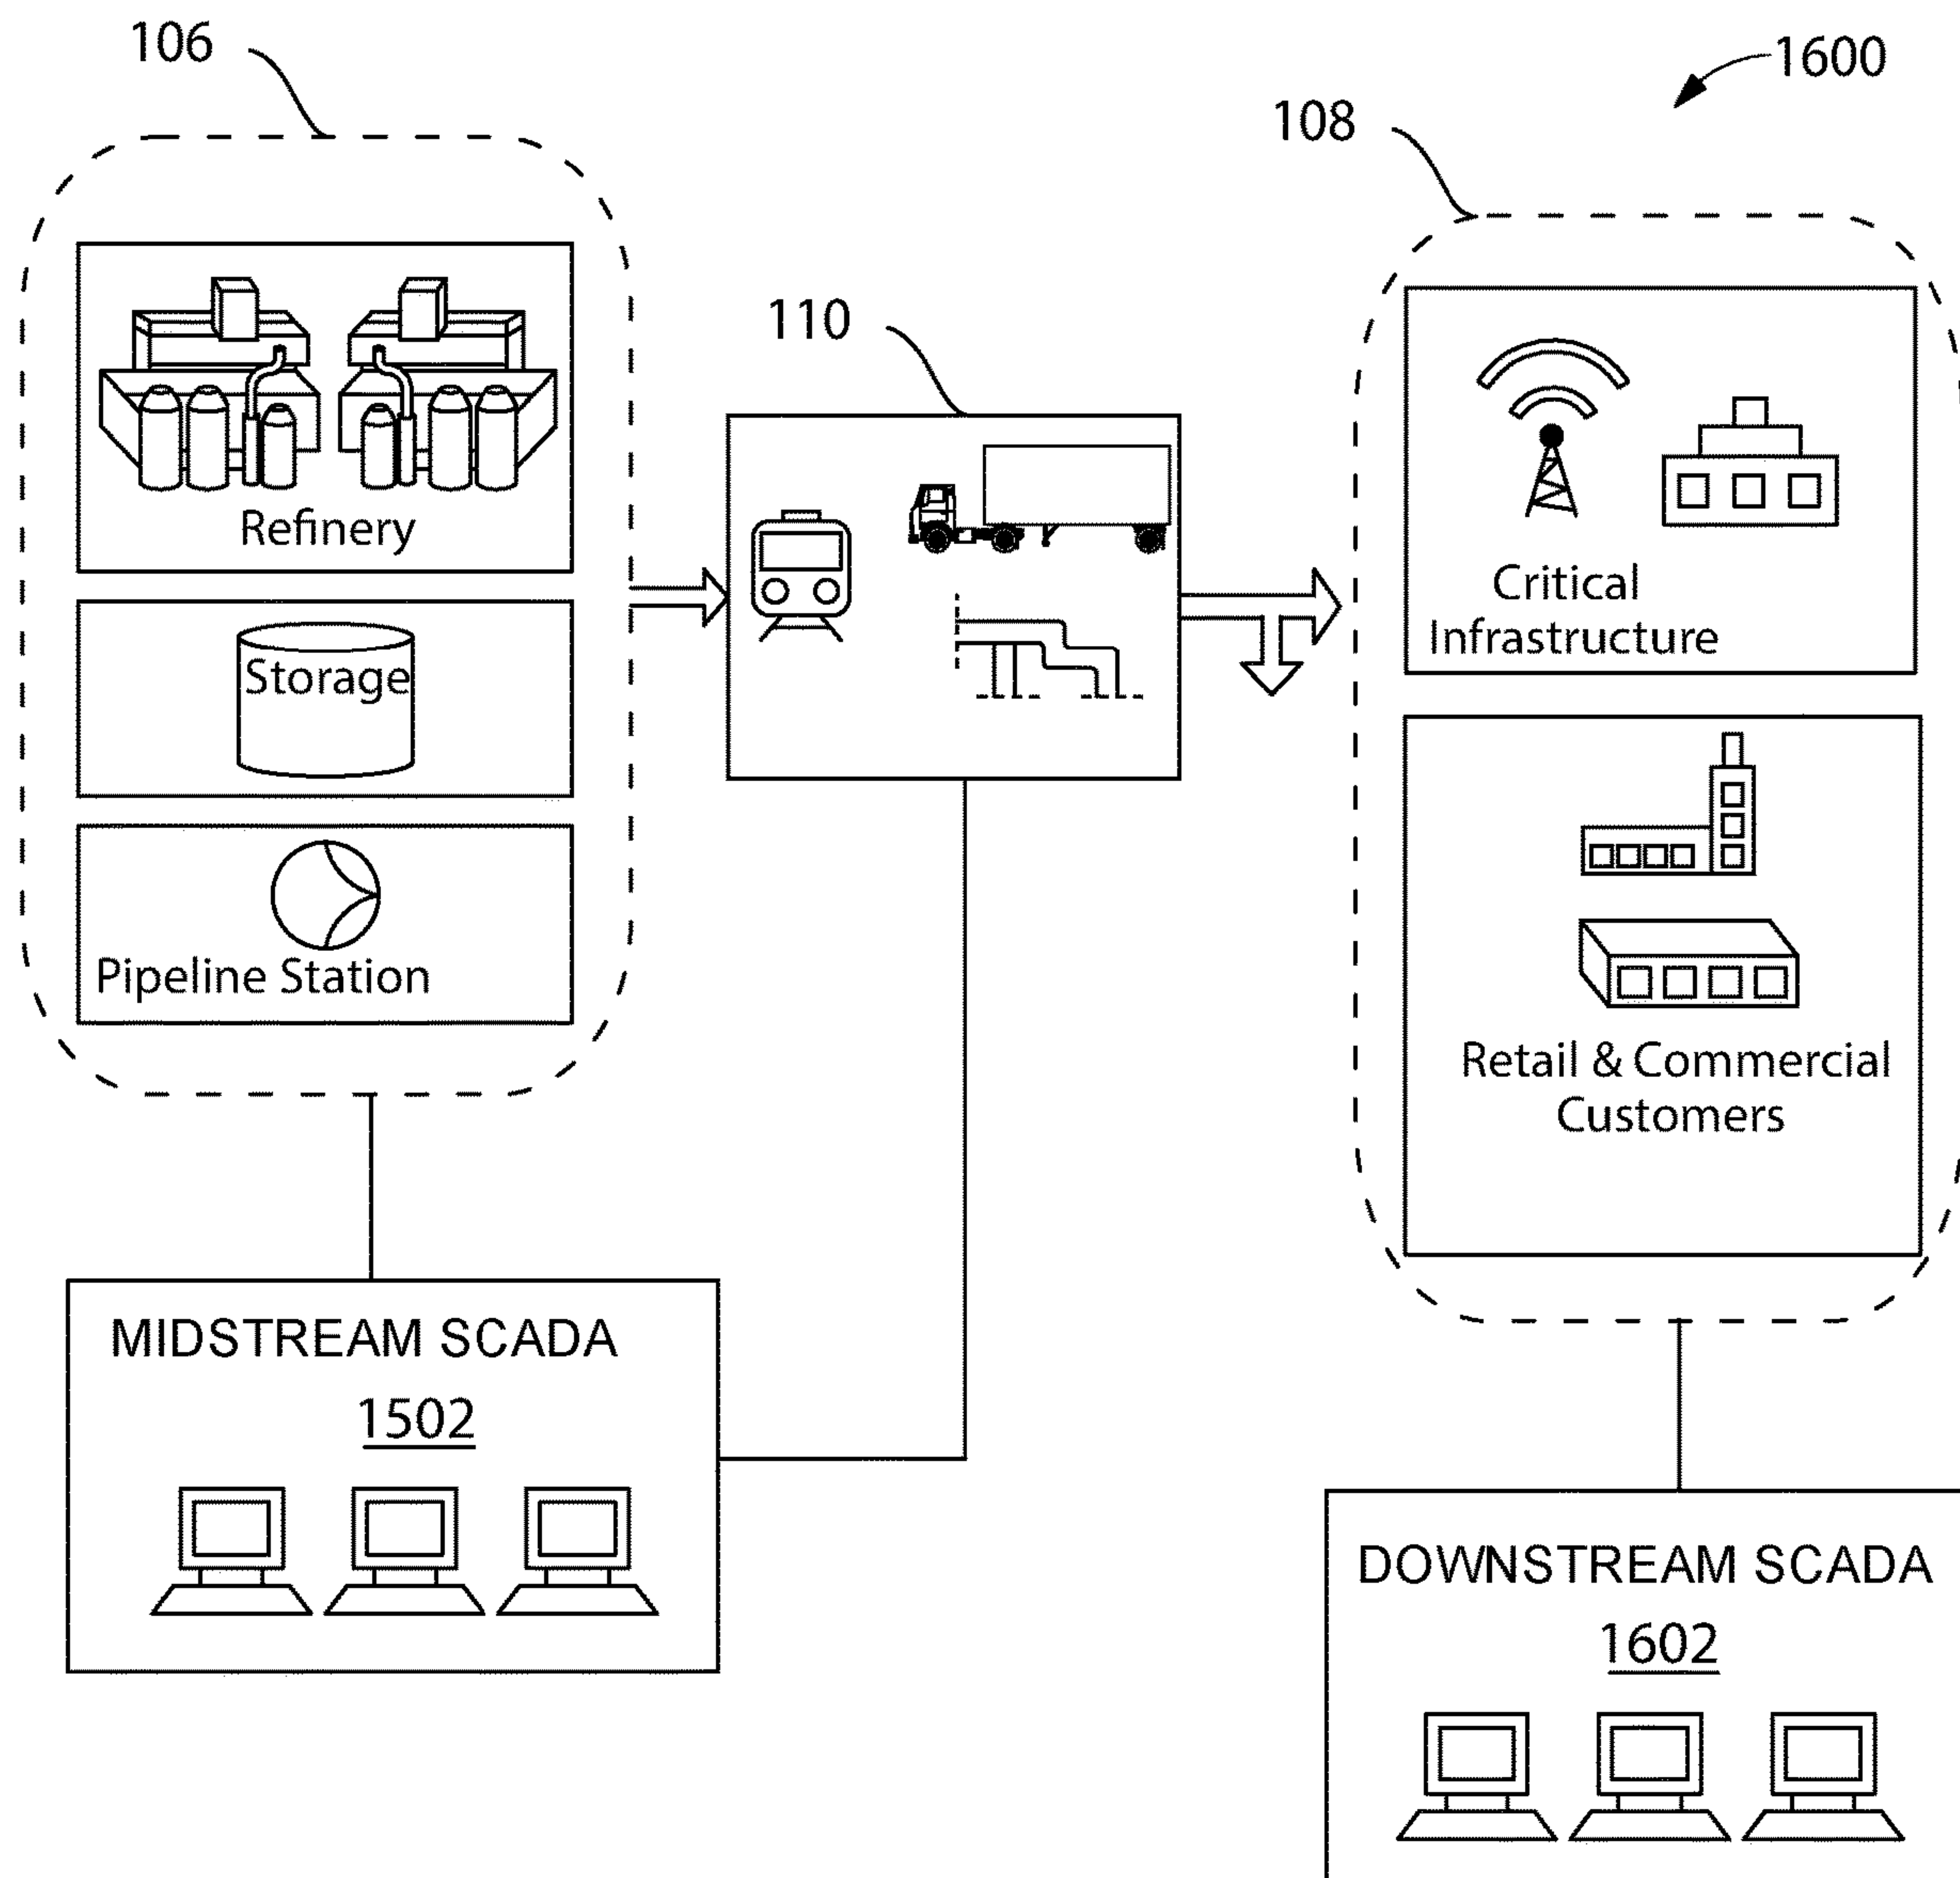 106
1600
108
Refinery
110
Storage
Critical
Infrastructure
Pipeline Station
Retail & Commercial
Customers
MIDSTREAM SCADA
1502
DOWNSTREAM SCADA
1602